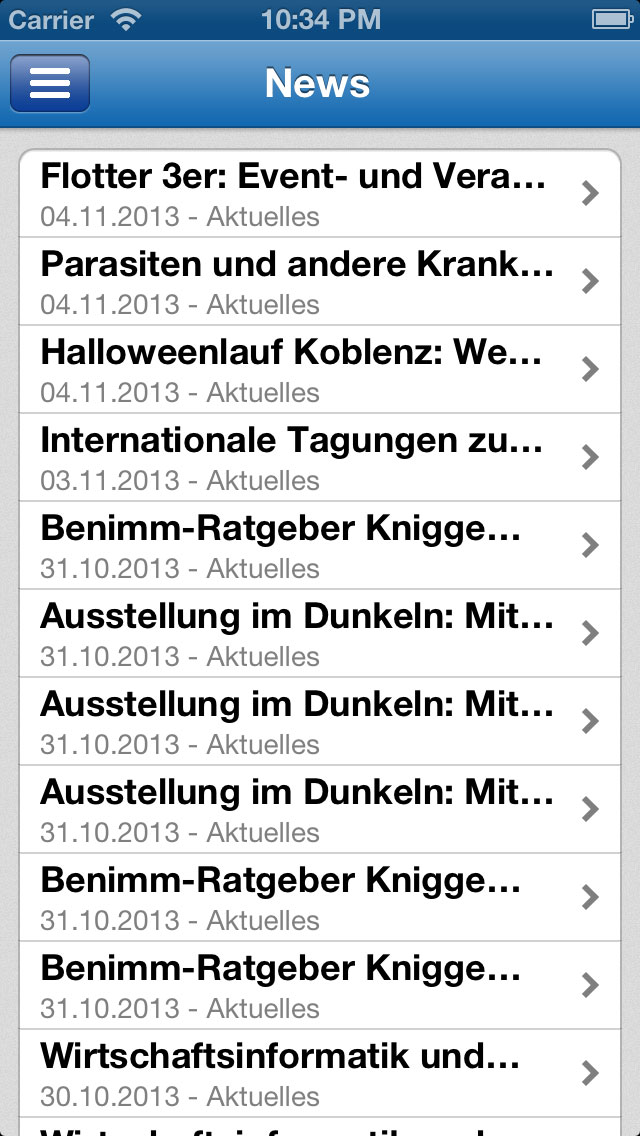 Carrier 10:34 PM
News
Flotter 3er: Event- und Vera...
04.11.2013 - Aktuelles
Parasiten und andere Krank...
04.11.2013 - Aktuelles
Halloweenlauf Koblenz: We...
04.11.2013 - Aktuelles
Internationale Tagungen zu...
03.11.2013 - Aktuelles
Benimm-Ratgeber Knigge...
31.10.2013 - Aktuelles
Ausstellung im Dunkeln: Mit...
31.10.2013 - Aktuelles
Ausstellung im Dunkeln: Mit...
31.10.2013 - Aktuelles
Ausstellung im Dunkeln: Mit...
31.10.2013 - Aktuelles
Benimm-Ratgeber Knigge...
31.10.2013 - Aktuelles
Benimm-Ratgeber Knigge...
31.10.2013 - Aktuelles
Wirtschaftsinformatik und...
30.10.2013 - Aktuelles